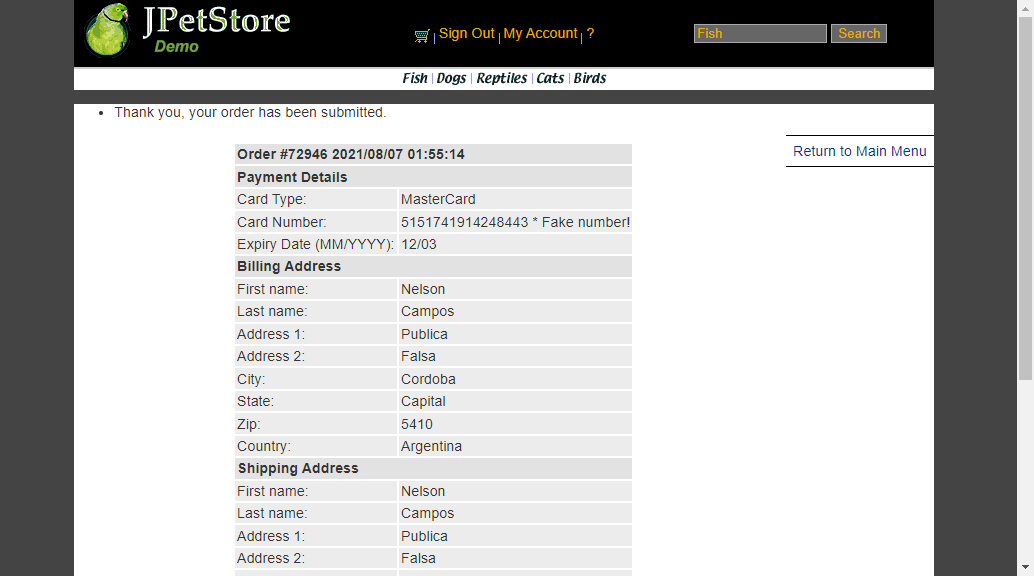 JPetStore
Demo
Sign Out | My Account | ?
Fish
Search
Fish | Dogs | Reptiles | Cats | Birds
• Thank you, your order has been submitted.
Return to Main Menu
Order #72946 2021/08/07 01:55:14
Payment Details
Card Type: MasterCard
Card Number: 5151741914248443 * Fake number!
Expiry Date (MM/YYYY): 12/03
Billing Address
First name: Nelson
Last name: Campos
Address 1: Publica
Address 2: Falsa
City: Cordoba
State: Capital
Zip: 5410
Country: Argentina
Shipping Address
First name: Nelson
Last name: Campos
Address 1: Publica
Address 2: Falsa